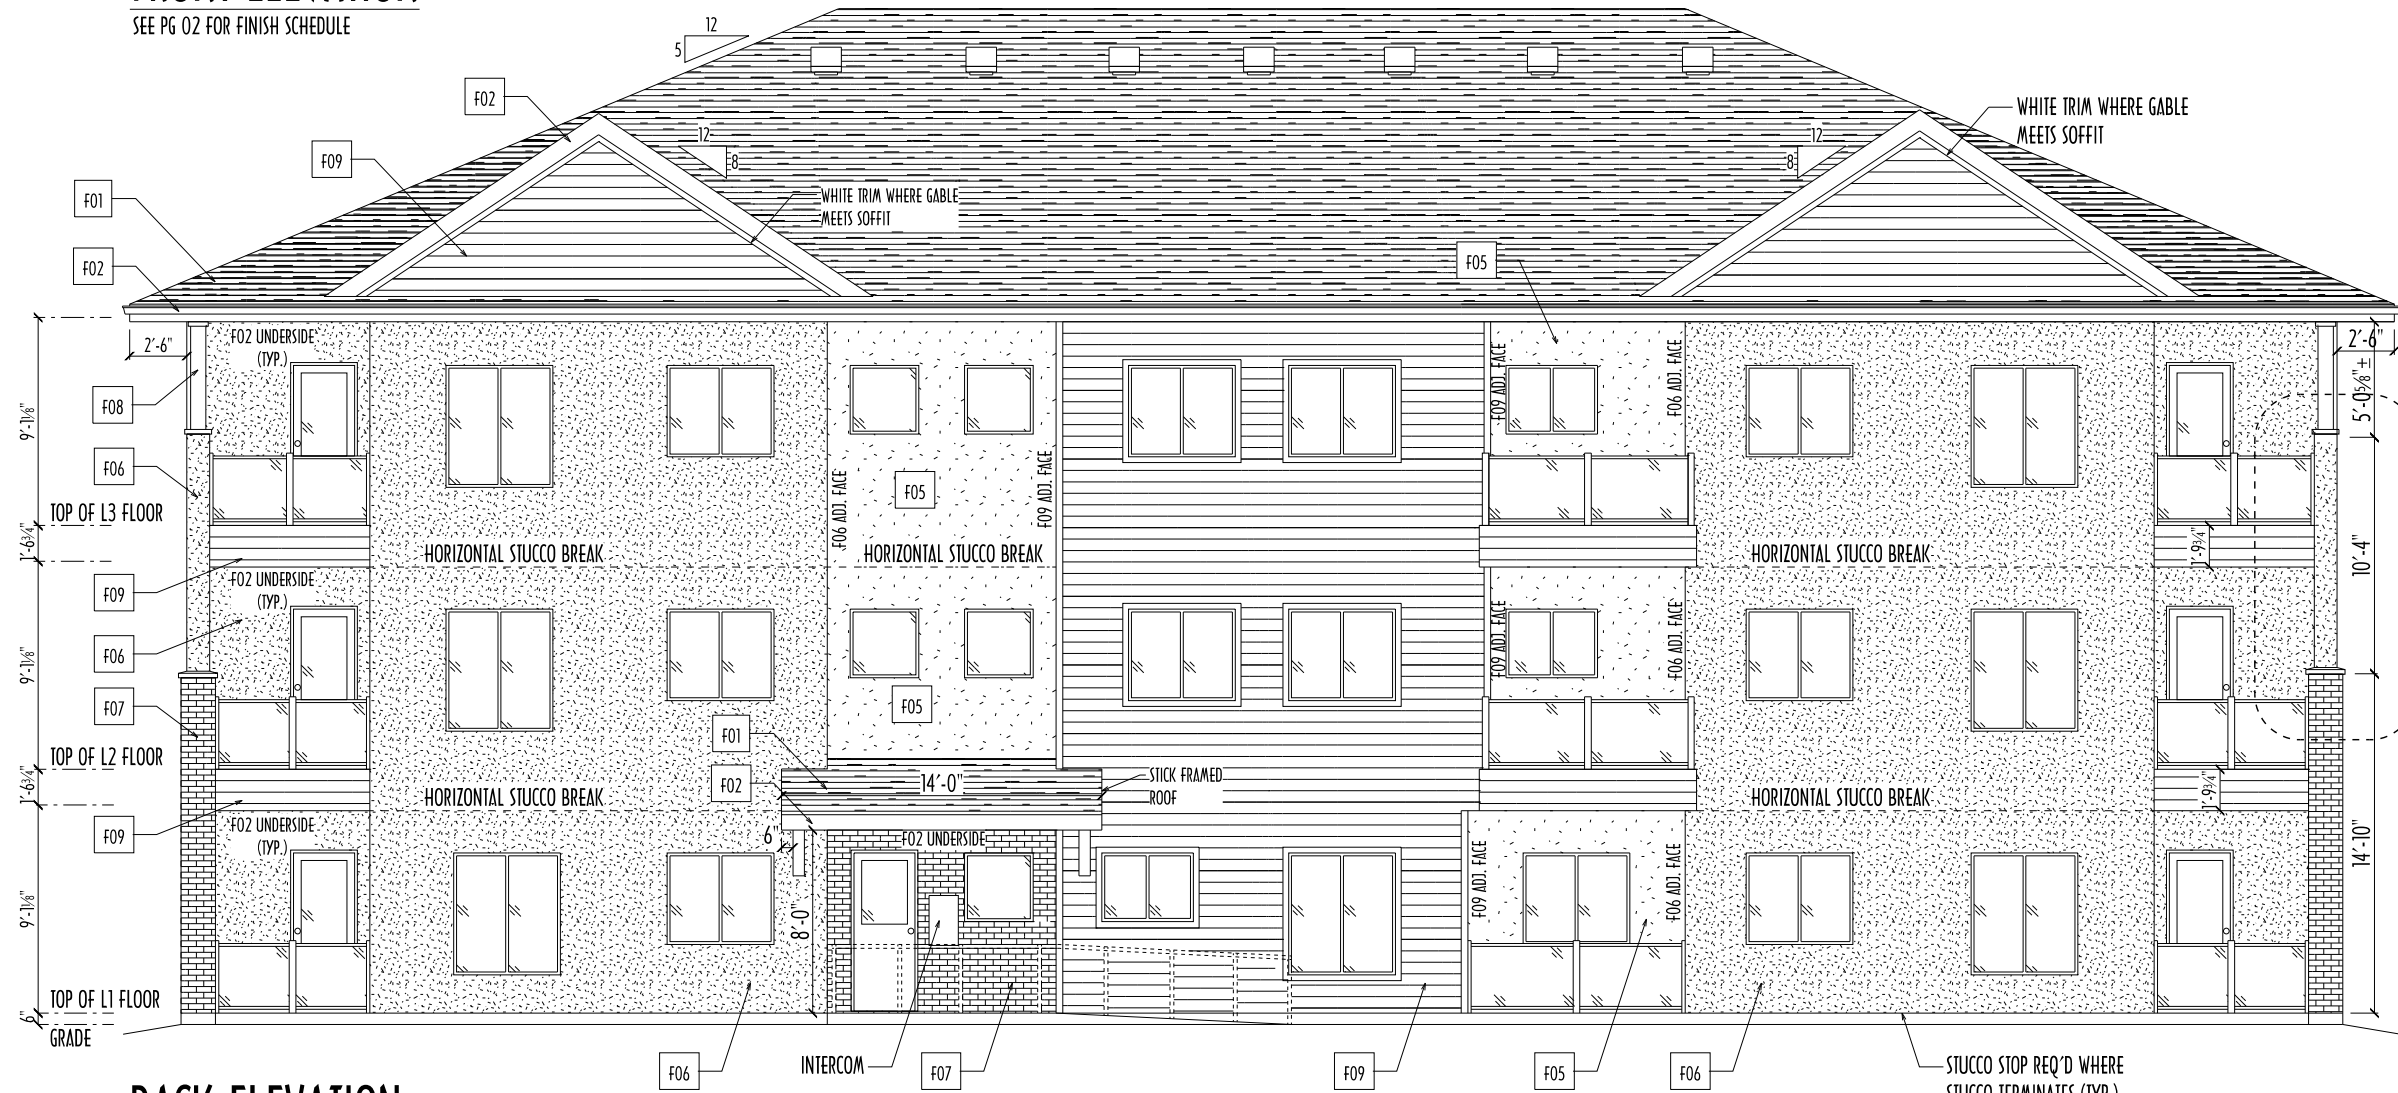 SEE PG 02 FOR FINISH SCHEDULE
12
5
F02
WHITE TRIM WHERE GABLE
MEETS SOFFIT
12
8
12
8
F09
F01
WHITE TRIM WHERE GABLE
MEETS SOFFIT
F02
F05
2'-6"
F02 UNDERSIDE
(TYP.)
2'-6"
F08
9'-1⅛"
F09 ADJ. FACE
F06 ADJ. FACE
5'-0⅝"±
F06
F06 ADJ. FACE
F05
F09 ADJ. FACE
TOP OF L3 FLOOR
1'-6¾"
HORIZONTAL STUCCO BREAK
HORIZONTAL STUCCO BREAK
HORIZONTAL STUCCO BREAK
1'-9¾"
10'-4"
F09
F02 UNDERSIDE
(TYP.)
F06
9'-1⅛"
F09 ADJ. FACE
F06 ADJ. FACE
F07
F05
F01
TOP OF L2 FLOOR
1'-6¾"
F02
14'-0"
STICK FRAMED
ROOF
HORIZONTAL STUCCO BREAK
HORIZONTAL STUCCO BREAK
1'-9¾"
F09
F02 UNDERSIDE
(TYP.)
6"
F02 UNDERSIDE
14'-10"
9'-1⅛"
8'-0"
F09 ADJ. FACE
F06 ADJ. FACE
TOP OF L1 FLOOR
6"
GRADE
F06
INTERCOM
F07
F09
F05
F06
STUCCO STOP REQ'D WHERE
STUCCO TERMINATES (TYP.)
BACK ELEVATION